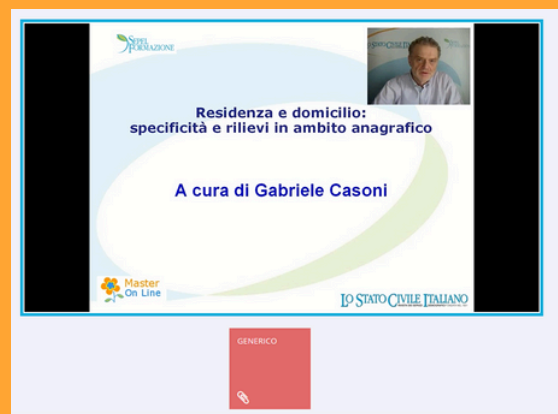 SEPEL
FORMAZIONE
Residenza e domicilio:
specificità e rilievi in ambito anagrafico
A cura di Gabriele Casoni
Master
On Line
LO STATO CIVILE ITALIANO
GENERICO